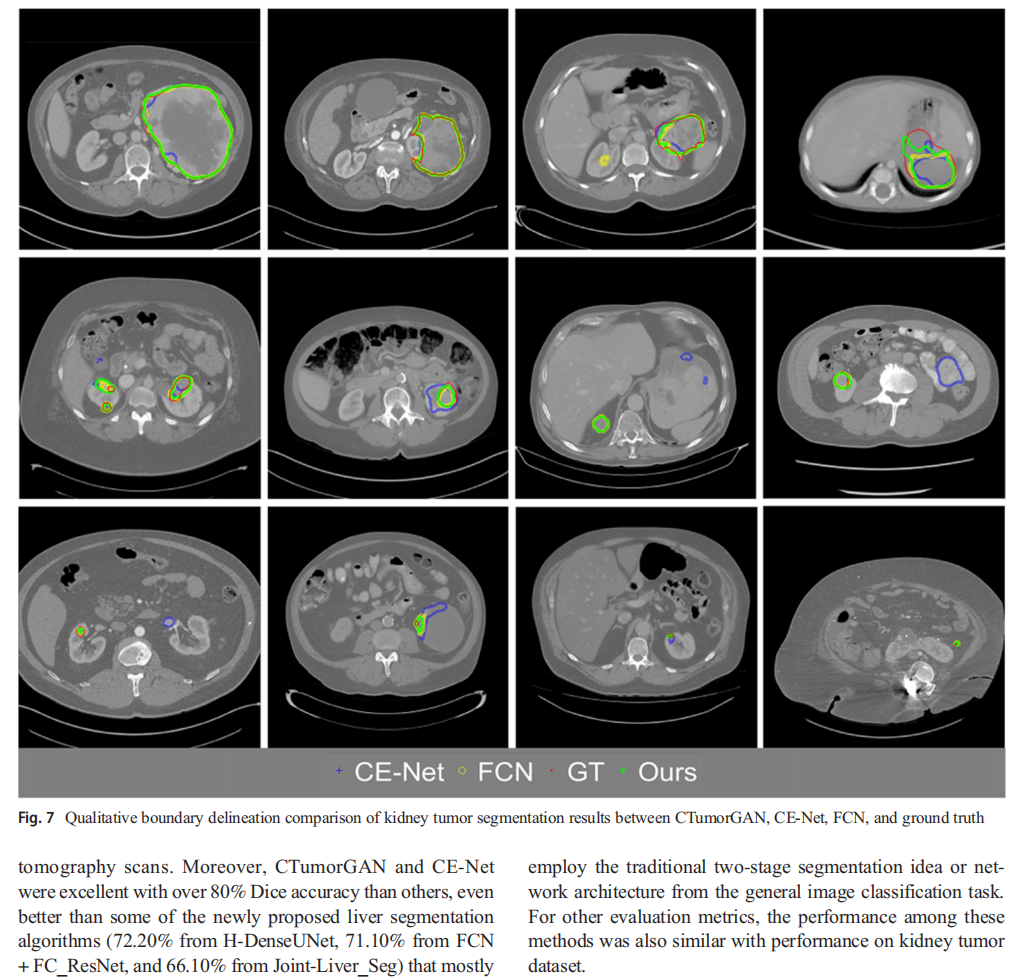 CE-Net FCN GT Ours
Fig. 7 Qualitative boundary delineation comparison of kidney tumor segmentation results between CTumorGAN, CE-Net, FCN, and ground truth
tomography scans. Moreover, CTumorGAN and CE-Net
were excellent with over 80% Dice accuracy than others, even
better than some of the newly proposed liver segmentation
algorithms (72.20% from H-DenseUNet, 71.10% from FCN
+ FC_ResNet, and 66.10% from Joint-Liver_Seg) that mostly
employ the traditional two-stage segmentation idea or net-
work architecture from the general image classification task.
For other evaluation metrics, the performance among these
methods was also similar with performance on kidney tumor
dataset.